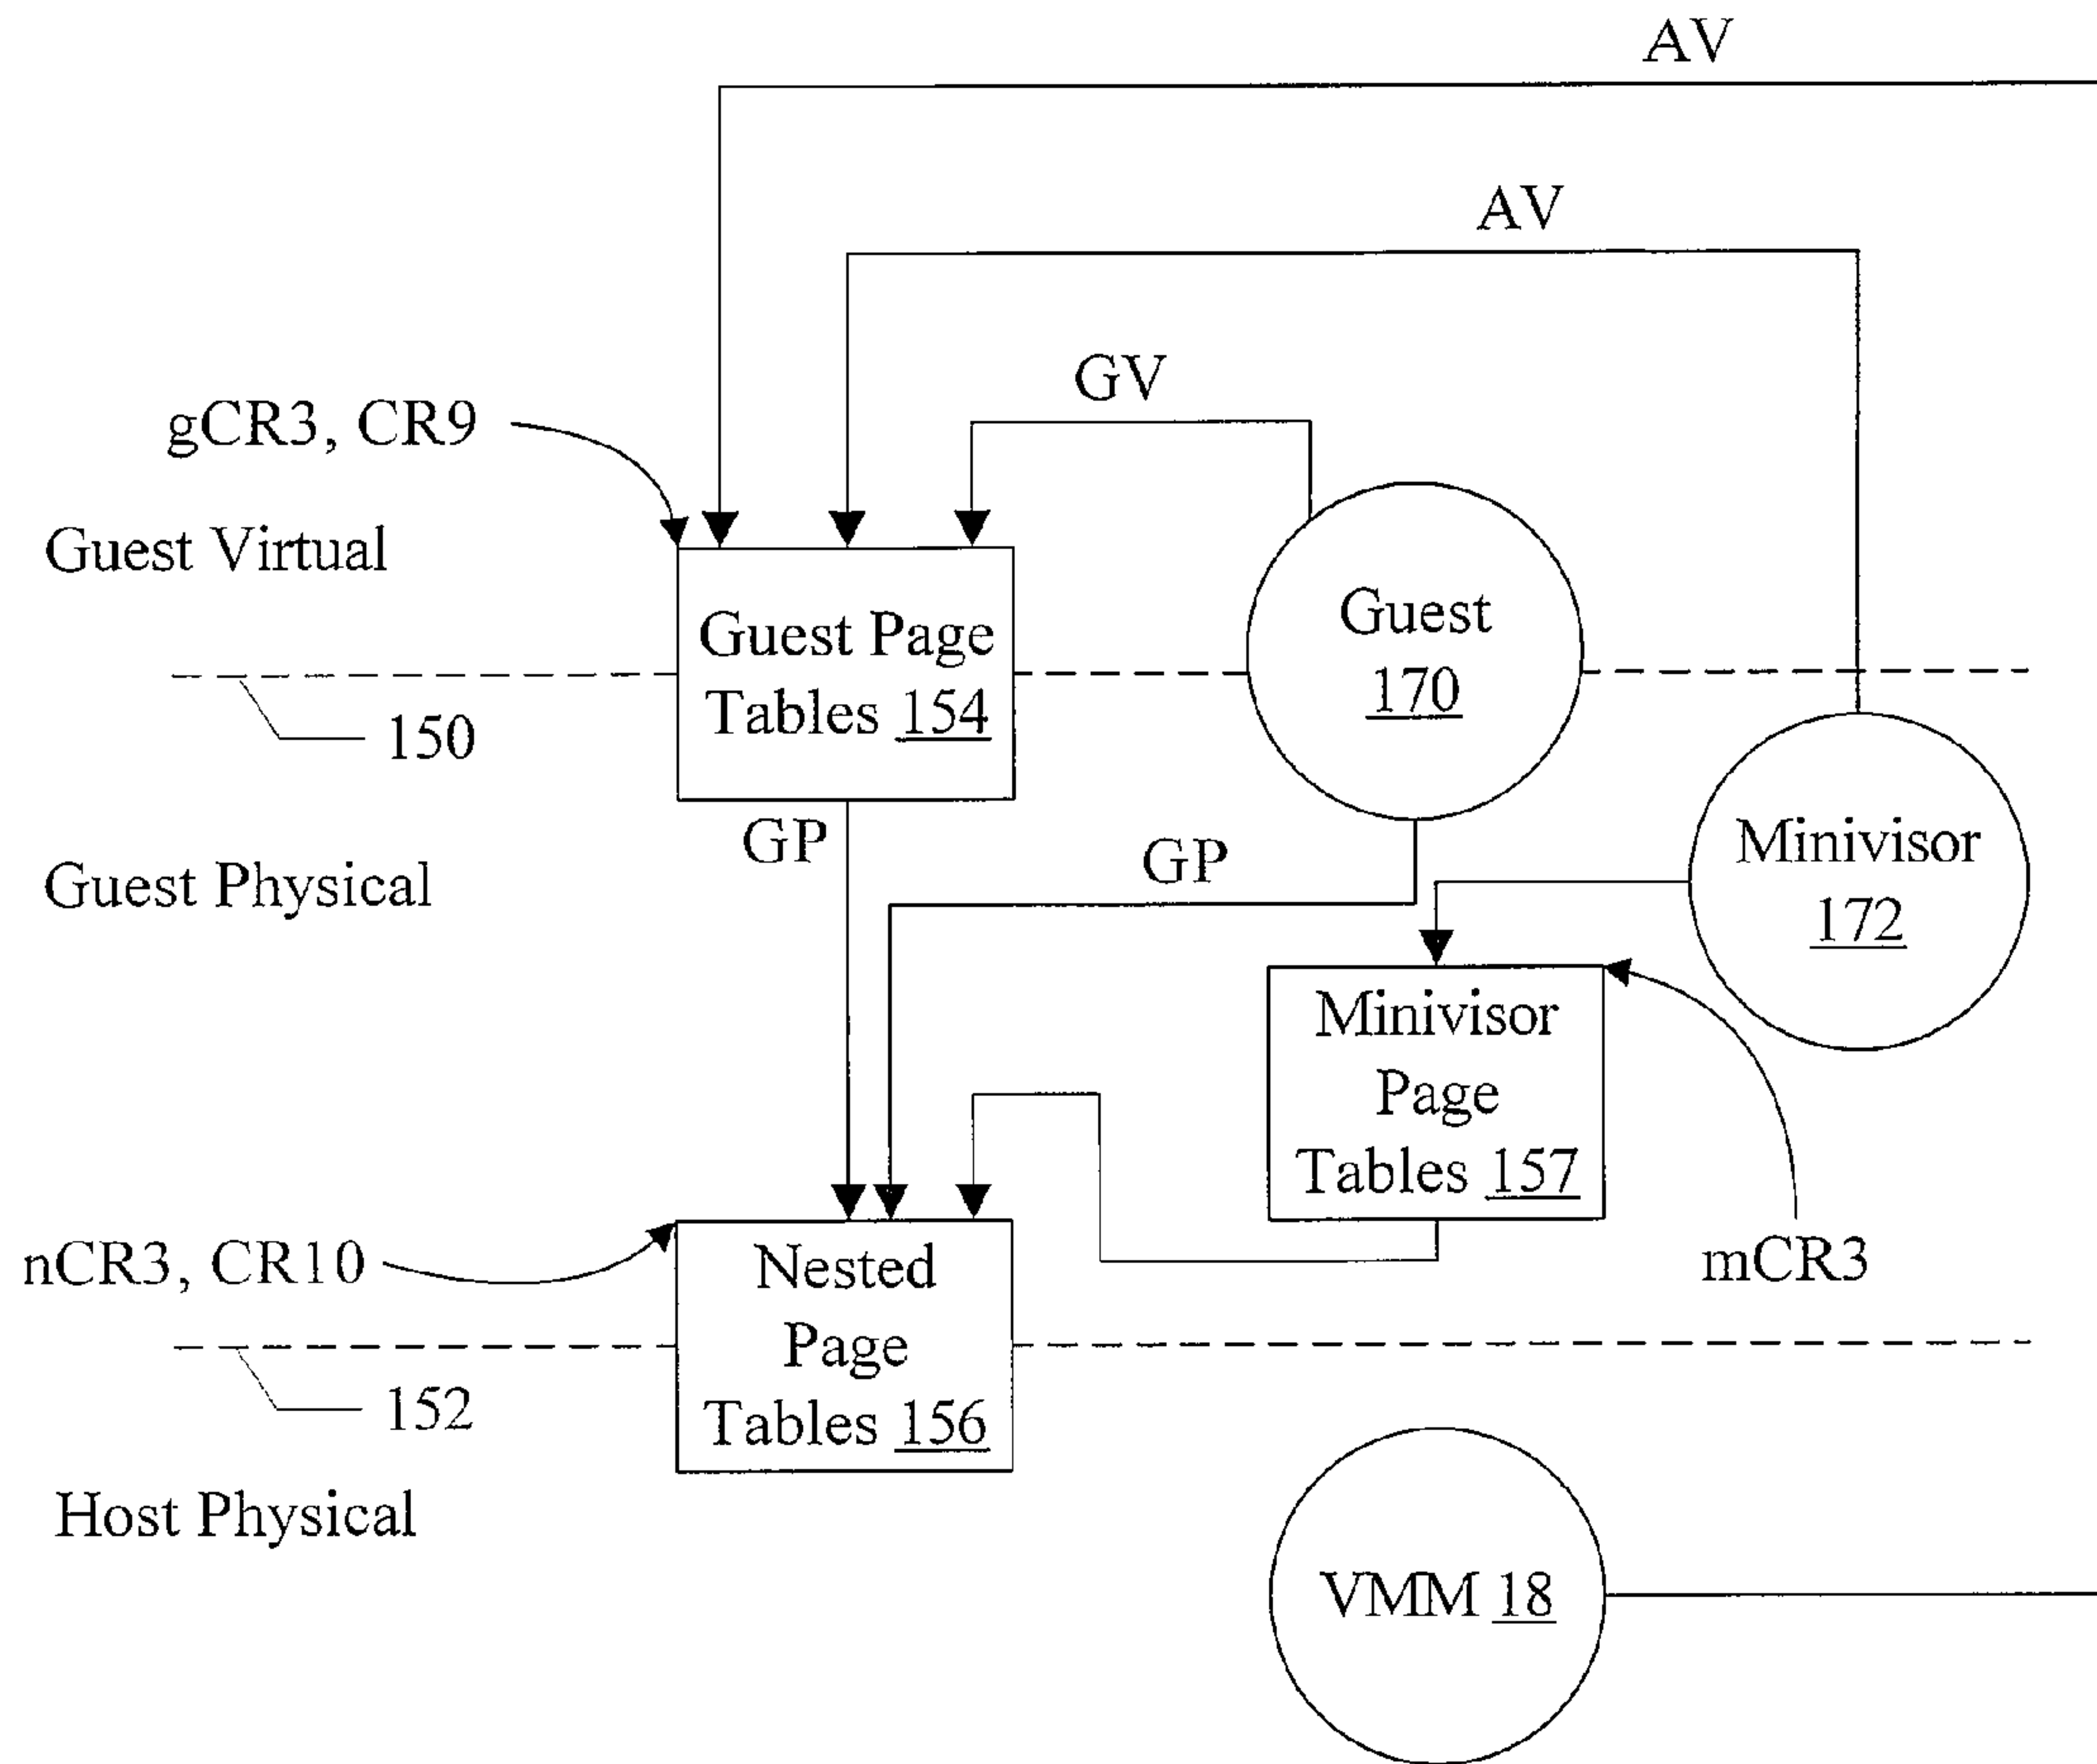 AV
AV
GV
gCR3, CR9
Guest Virtual
Guest Page
Tables 154
Guest
170
150
GP
GP
Guest Physical
Minivisor
172
Minivisor
Page
Tables 157
nCR3, CR10
mCR3
Nested
Page
Tables 156
152
Host Physical
VMM 18